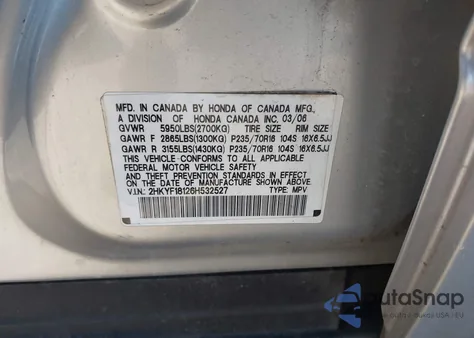 MFD. IN CANADA BY HONDA OF CANADA MFG.,
A DIVISION OF HONDA CANADA INC. 03/06
GVWR 5950LBS(2700KG) TIRE SIZE RIM SIZE
GAWR F 2865LBS(1300KG) P235/70R16 104S 16X6.5JJ
GAWR R 3155LBS(1430KG) P235/70R16 104S 16X6.5JJ
THIS VEHICLE CONFORMS TO ALL APPLICABLE
FEDERAL MOTOR VEHICLE SAFETY
AND THEFT PREVENTION STANDARDS IN EFFECT
ON THE DATE OF MANUFACTURE SHOWN ABOVE.
V.I.N.: 2HKYF18126H532527 TYPE: MPV
AutaSnap